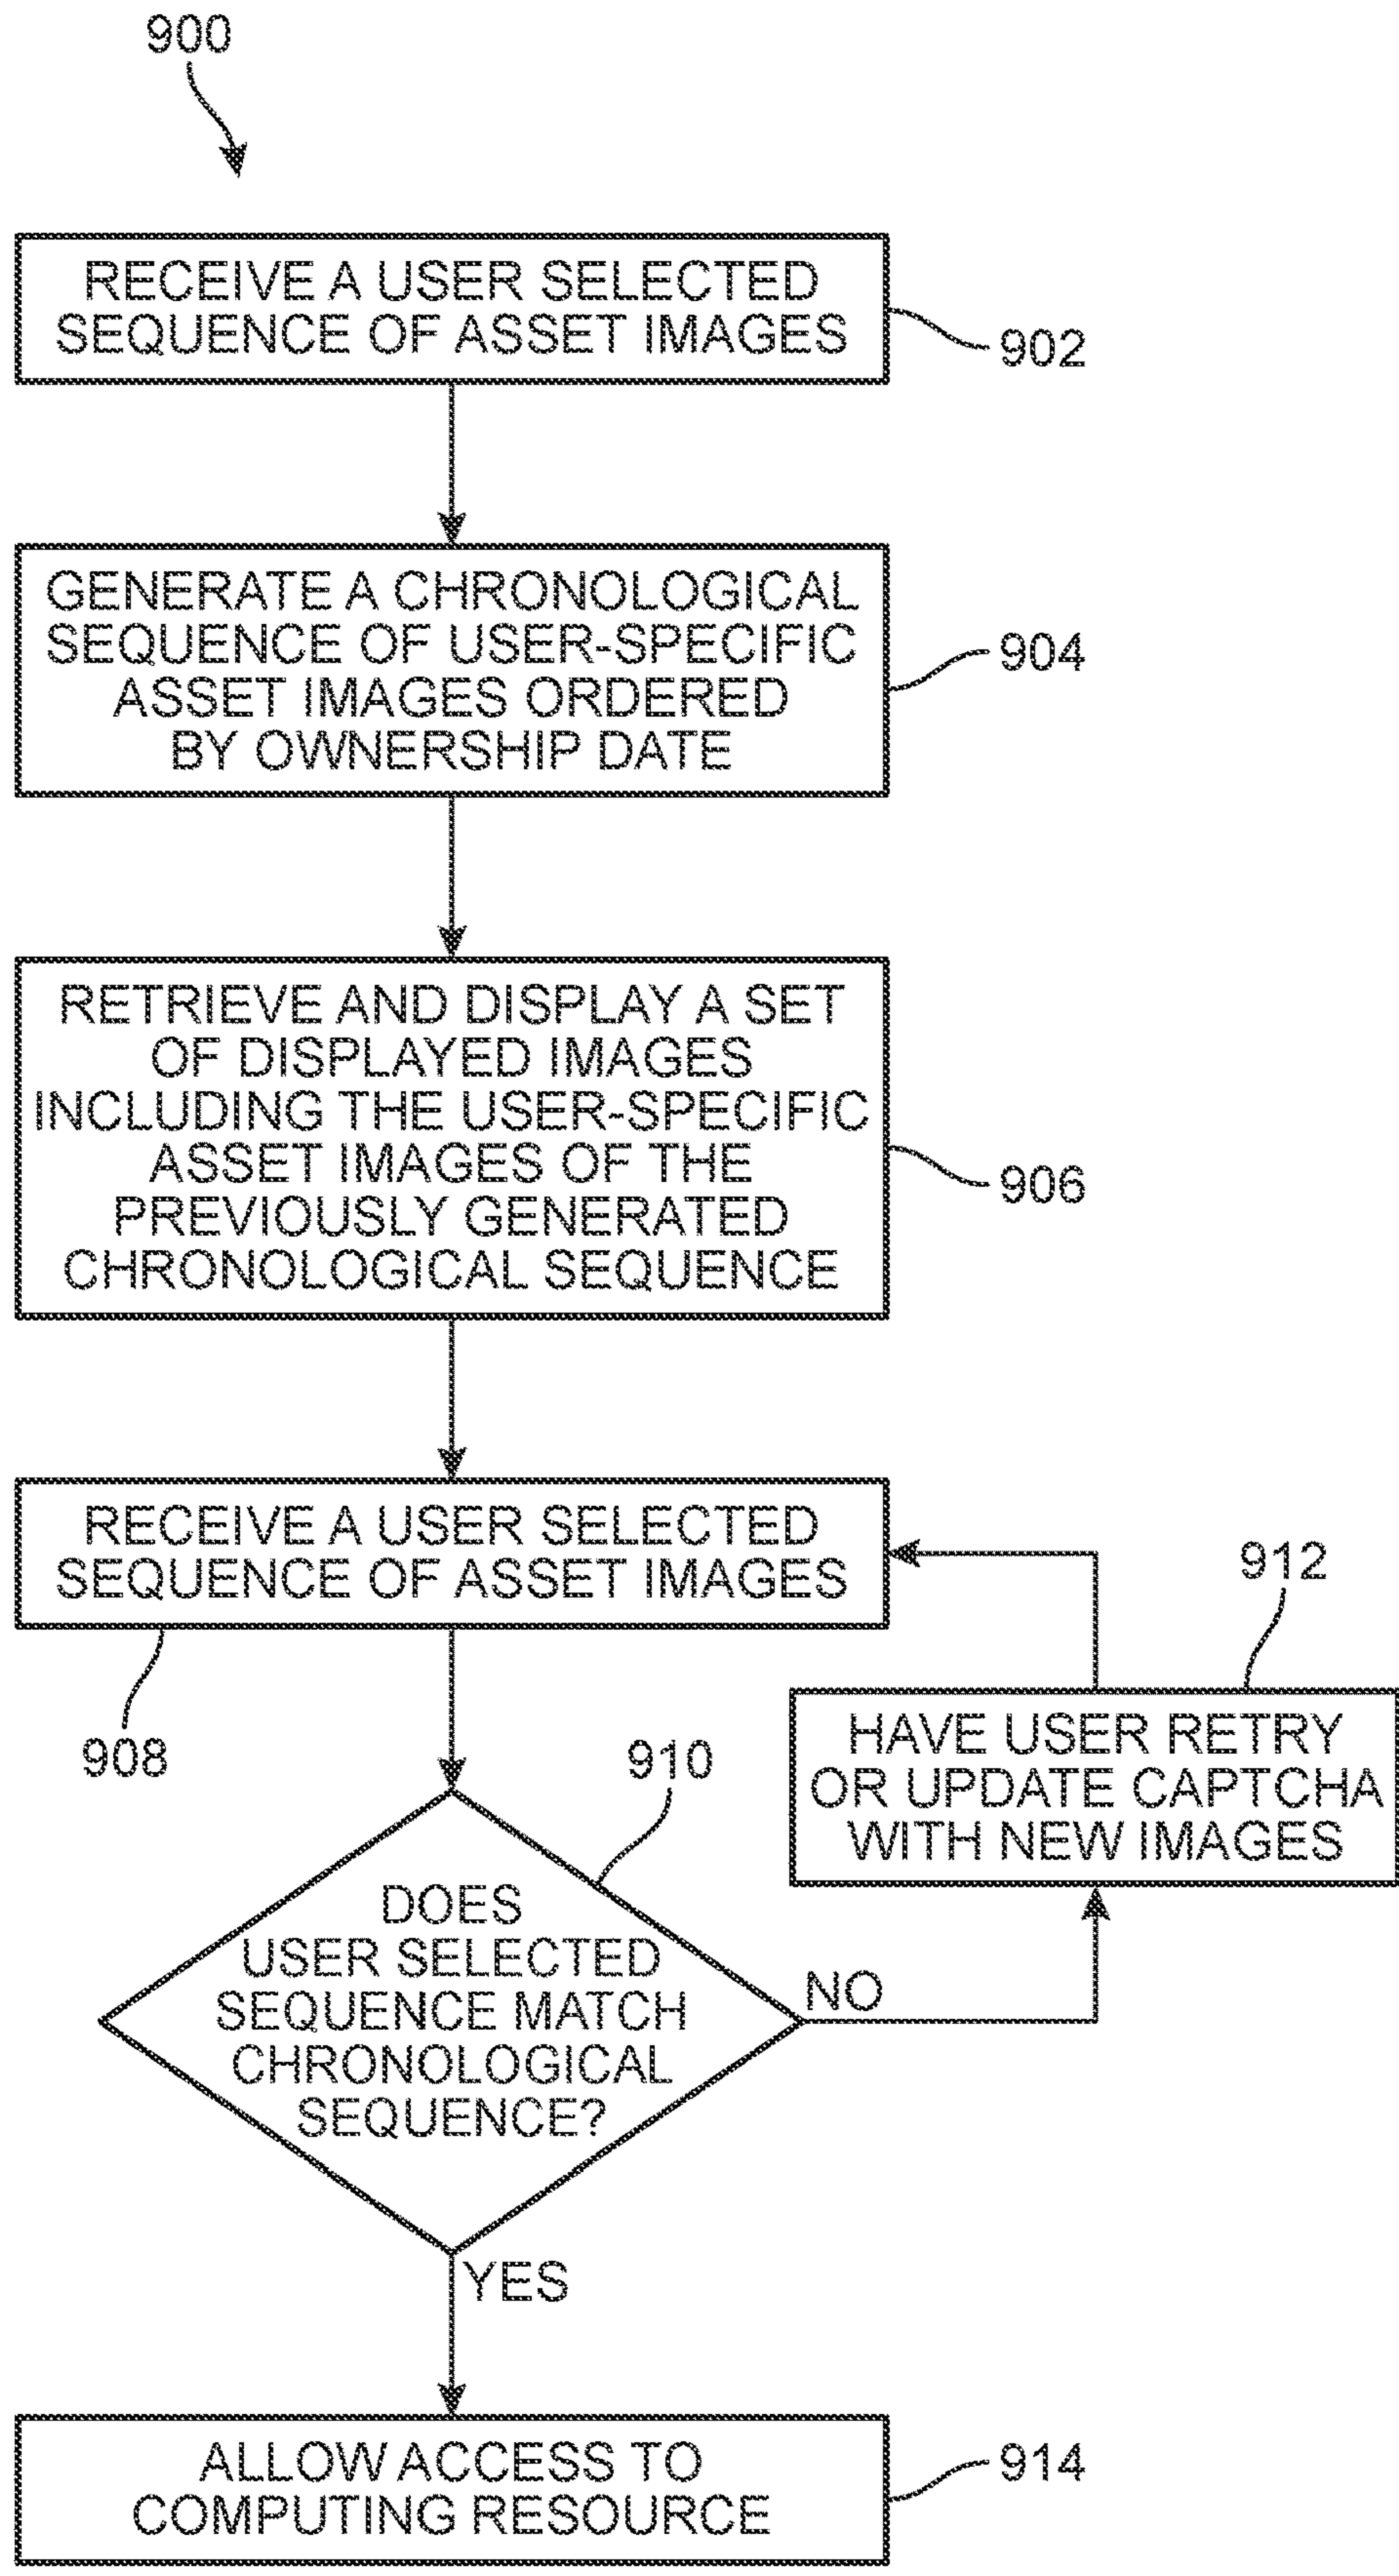 900
RECEIVE A USER SELECTED
SEQUENCE OF ASSET IMAGES
902
GENERATE A CHRONOLOGICAL
SEQUENCE OF USER-SPECIFIC
ASSET IMAGES ORDERED
BY OWNERSHIP DATE
904
RETRIEVE AND DISPLAY A SET
OF DISPLAYED IMAGES
INCLUDING THE USER-SPECIFIC
ASSET IMAGES OF THE
PREVIOUSLY GENERATED
CHRONOLOGICAL SEQUENCE
906
RECEIVE A USER SELECTED
SEQUENCE OF ASSET IMAGES
908
912
HAVE USER RETRY
OR UPDATE CAPTCHA
WITH NEW IMAGES
910
DOES
USER SELECTED
SEQUENCE MATCH
CHRONOLOGICAL
SEQUENCE?
NO
YES
ALLOW ACCESS TO
COMPUTING RESOURCE
914